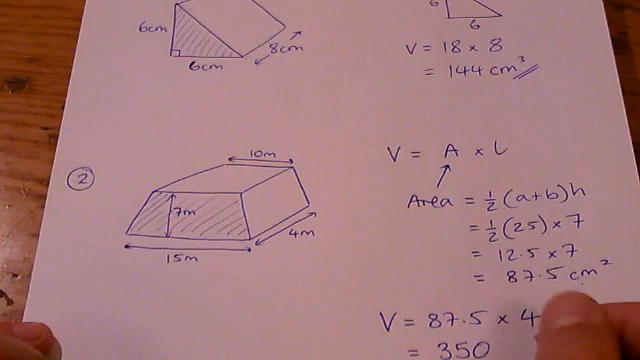 6cm
6cm
8cm
6
6
V = 18 × 8
= 144 cm³
②
10m
7m
4m
15m
V = A × L
Area = ½(a+b)h
= ½(25) × 7
= 12.5 × 7
= 87.5 cm²
V = 87.5 × 4
= 350